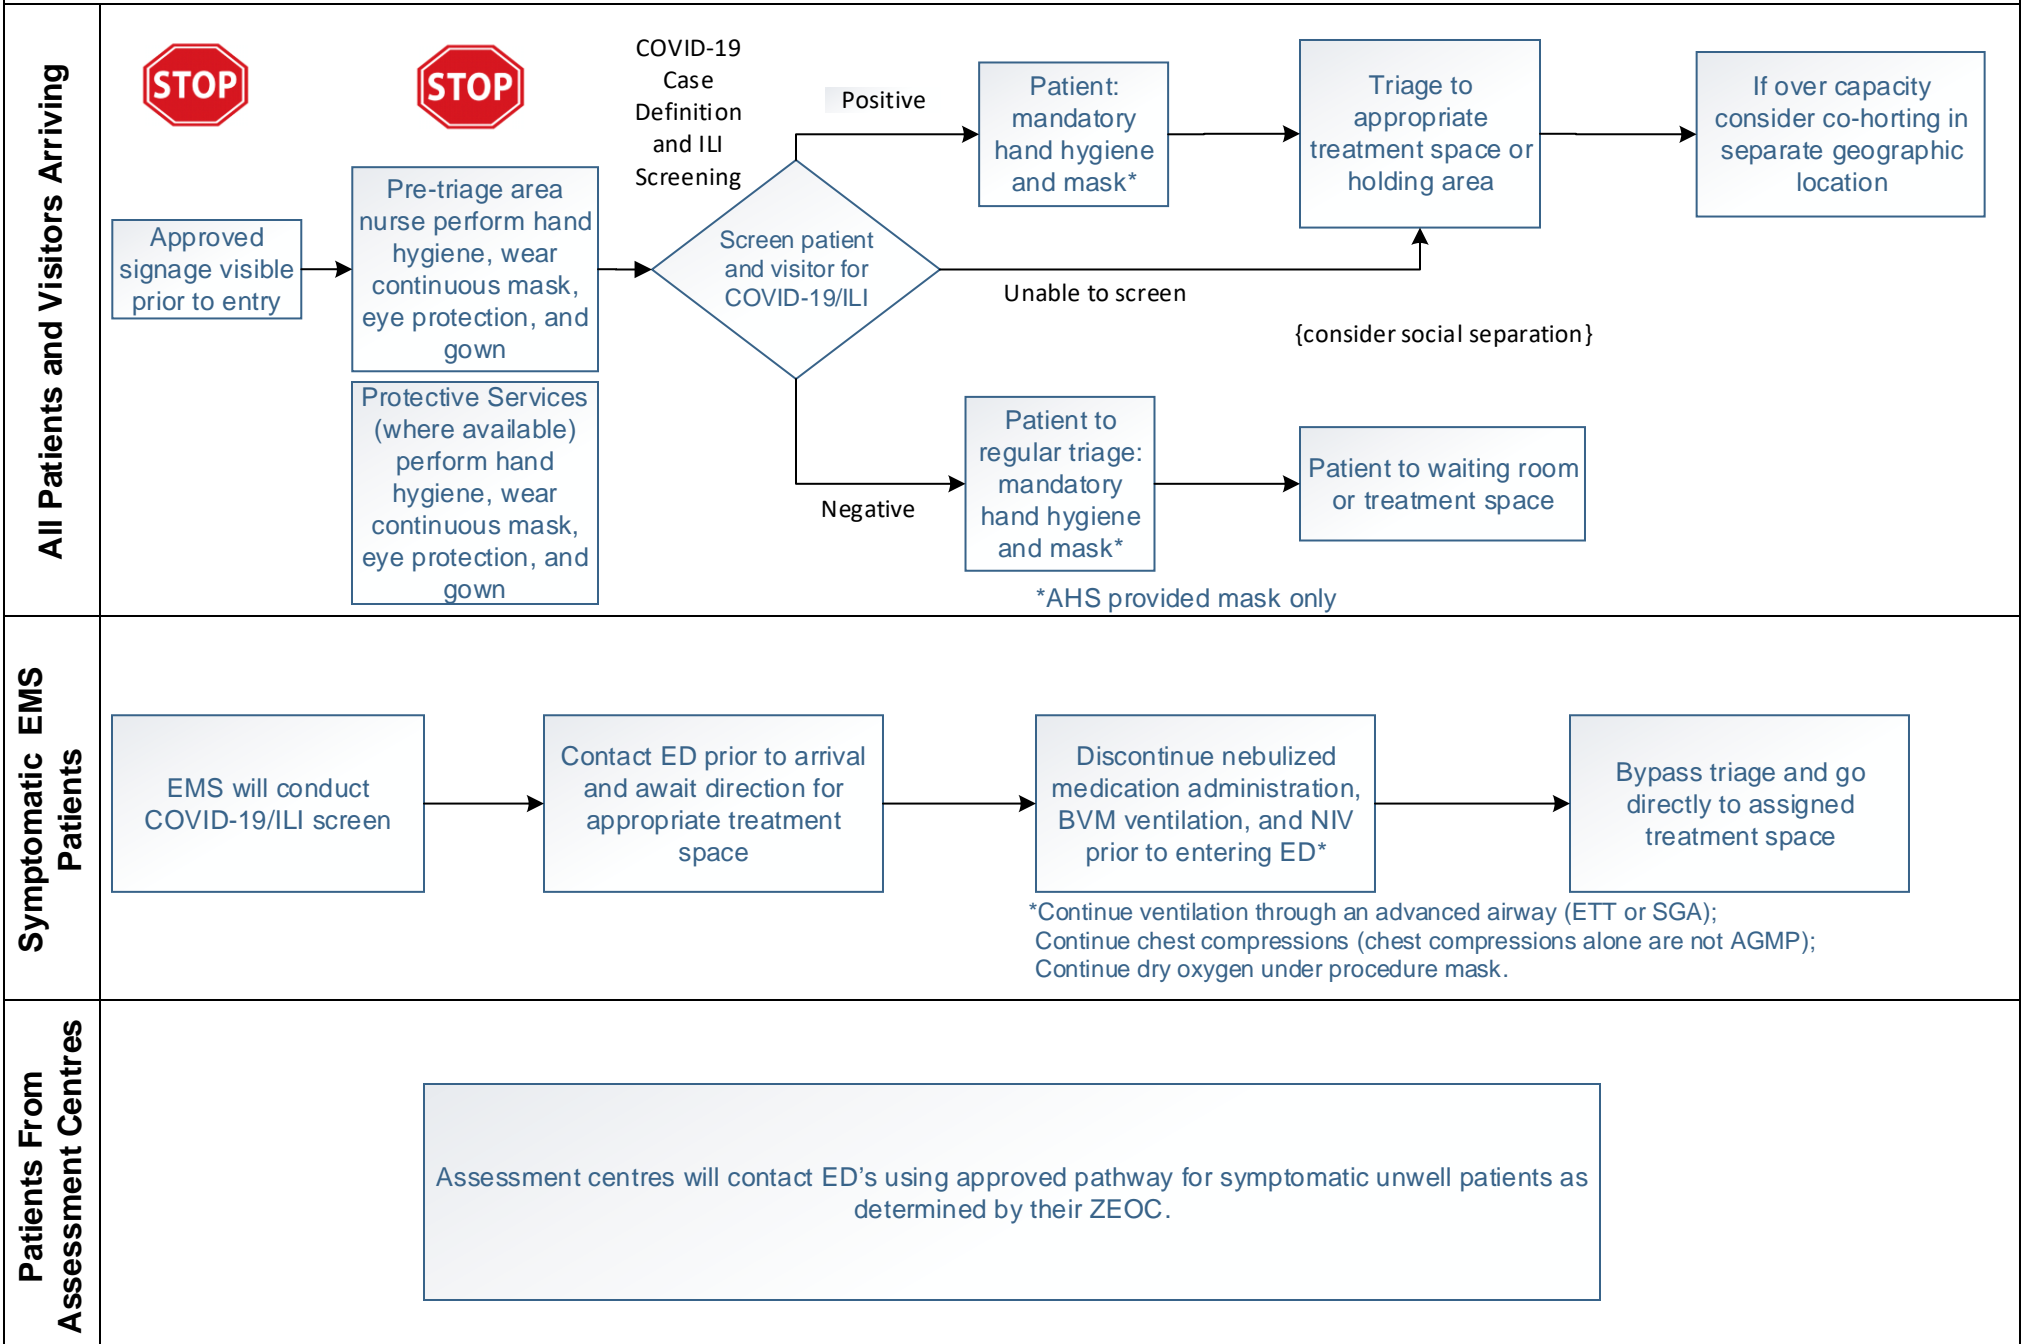 All Patients and Visitors Arriving
STOP
STOP
Approved
signage visible
prior to entry
Pre-triage area
nurse perform hand
hygiene, wear
continuous mask,
eye protection, and
gown
Protective Services
(where available)
perform hand
hygiene, wear
continuous mask,
eye protection, and
gown
COVID-19
Case
Definition
and ILI
Screening
Screen patient
and visitor for
COVID-19/ILI
Positive
Patient:
mandatory
hand hygiene
and mask*
Triage to
appropriate
treatment space or
holding area
If over capacity
consider co-horting in
separate geographic
location
Unable to screen
{consider social separation}
Negative
Patient to
regular triage:
mandatory
hand hygiene
and mask*
Patient to waiting room
or treatment space
*AHS provided mask only
Symptomatic EMS
Patients
EMS will conduct
COVID-19/ILI screen
Contact ED prior to arrival
and await direction for
appropriate treatment
space
Discontinue nebulized
medication administration,
BVM ventilation, and NIV
prior to entering ED*
Bypass triage and go
directly to assigned
treatment space
*Continue ventilation through an advanced airway (ETT or SGA);
Continue chest compressions (chest compressions alone are not AGMP);
Continue dry oxygen under procedure mask.
Patients From
Assessment Centres
Assessment centres will contact ED’s using approved pathway for symptomatic unwell patients as
determined by their ZEOC.